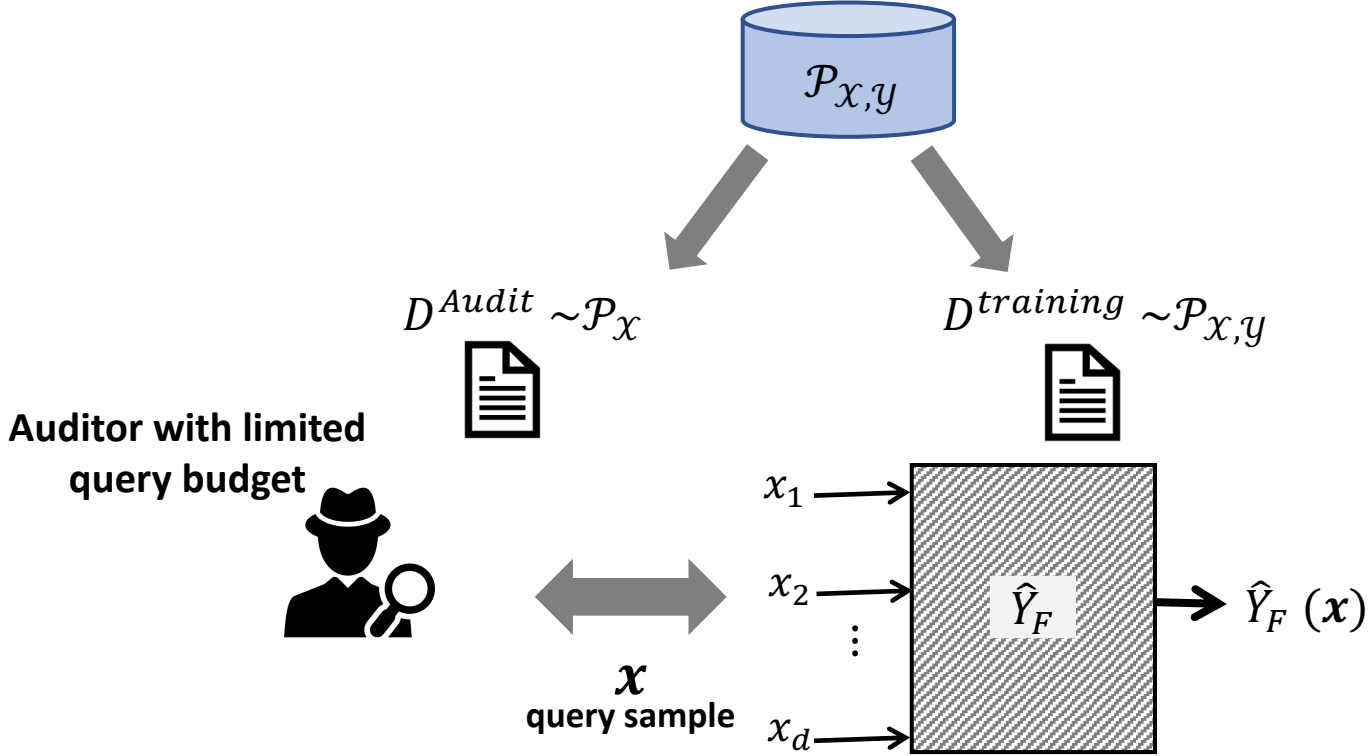 𝒫_{𝒳,𝒴}
D^{Audit} ~𝒫_𝒳
D^{training} ~𝒫_{𝒳,𝒴}
Auditor with limited
query budget
x_1
x_2
⋮
x_d
Ŷ_F
Ŷ_F (𝒙)
𝒙
query sample